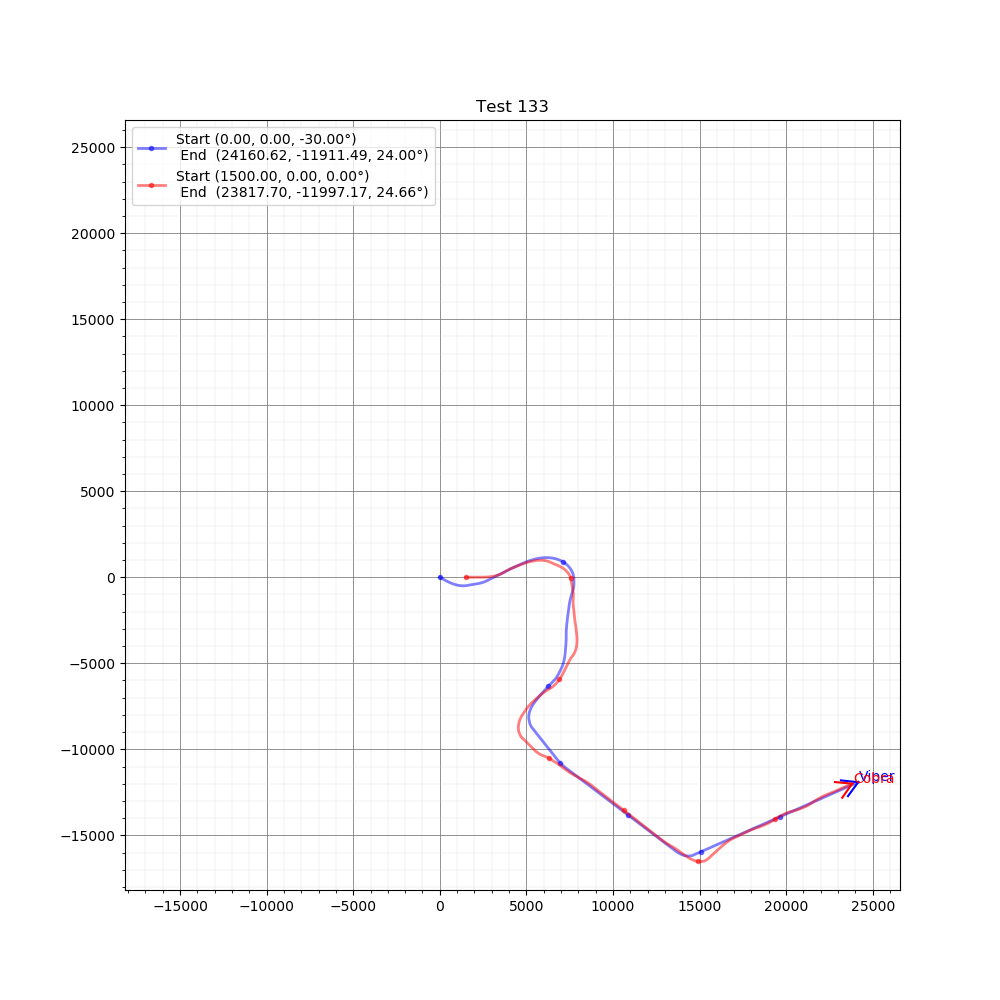 Test 133
Start (0.00, 0.00, -30.00°)
End (24160.62, -11911.49, 24.00°)
Start (1500.00, 0.00, 0.00°)
End (23817.70, -11997.17, 24.66°)
25000
20000
15000
10000
5000
0
−5000
−10000
−15000
Viper
Cobra
−15000 −10000 −5000 0 5000 10000 15000 20000 25000